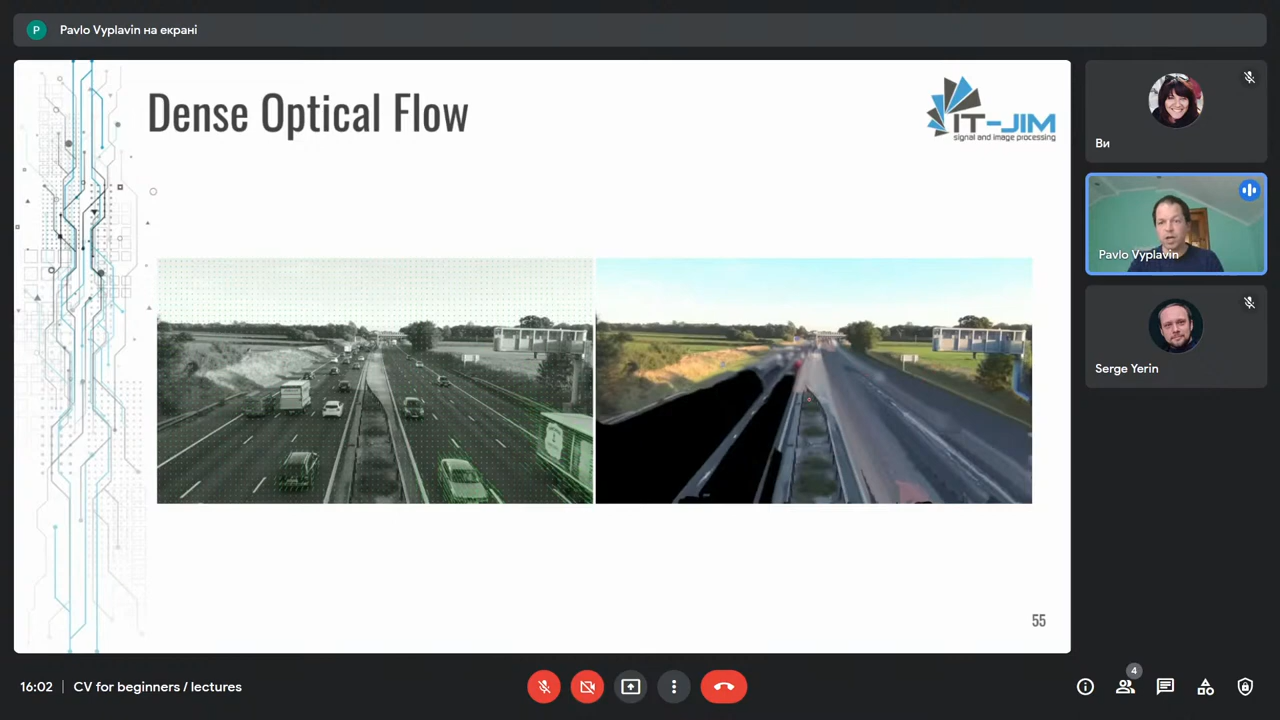 P
Pavlo Vyplavin на екрані
Dense Optical Flow
IT-JIM
signal and image processing
55
Ви
Pavlo Vyplavin
Serge Yerin
16:02 | CV for beginners / lectures
4